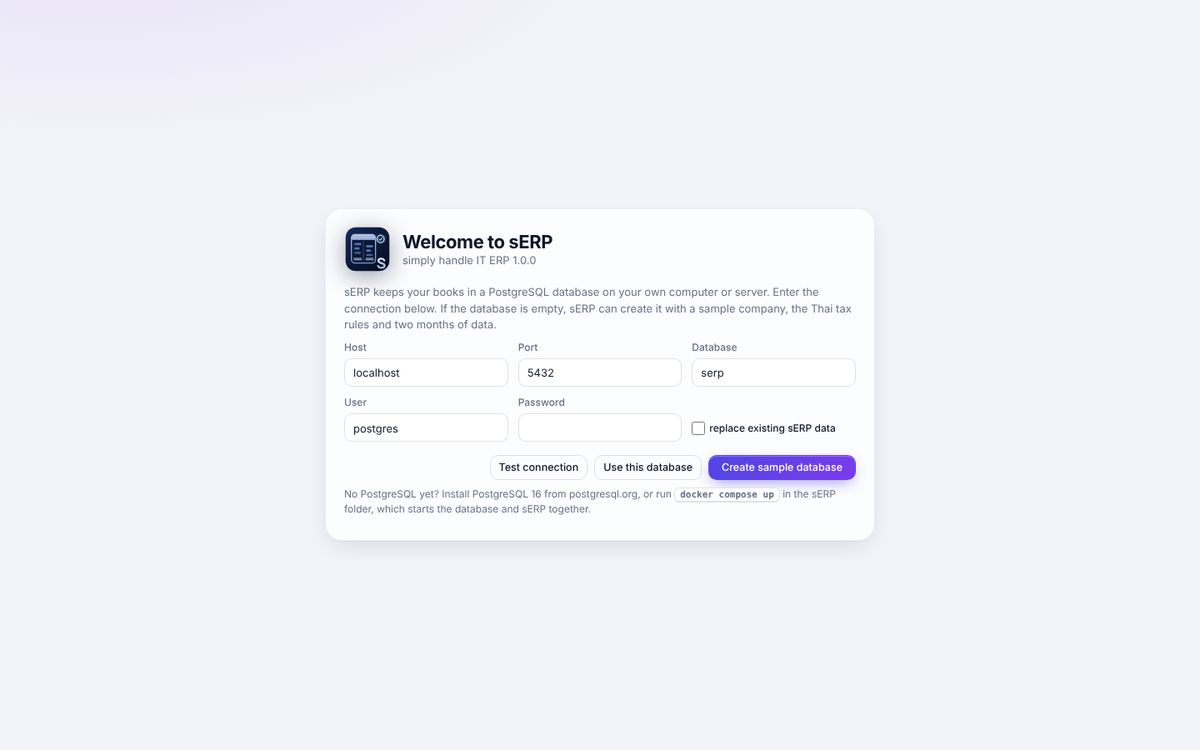 S
Welcome to sERP
simply handle IT ERP 1.0.0
sERP keeps your books in a PostgreSQL database on your own computer or server. Enter the
connection below. If the database is empty, sERP can create it with a sample company, the Thai tax
rules and two months of data.
Host Port Database
localhost 5432 serp
User Password
postgres replace existing sERP data
Test connection Use this database Create sample database
No PostgreSQL yet? Install PostgreSQL 16 from postgresql.org, or run docker compose up in the sERP
folder, which starts the database and sERP together.